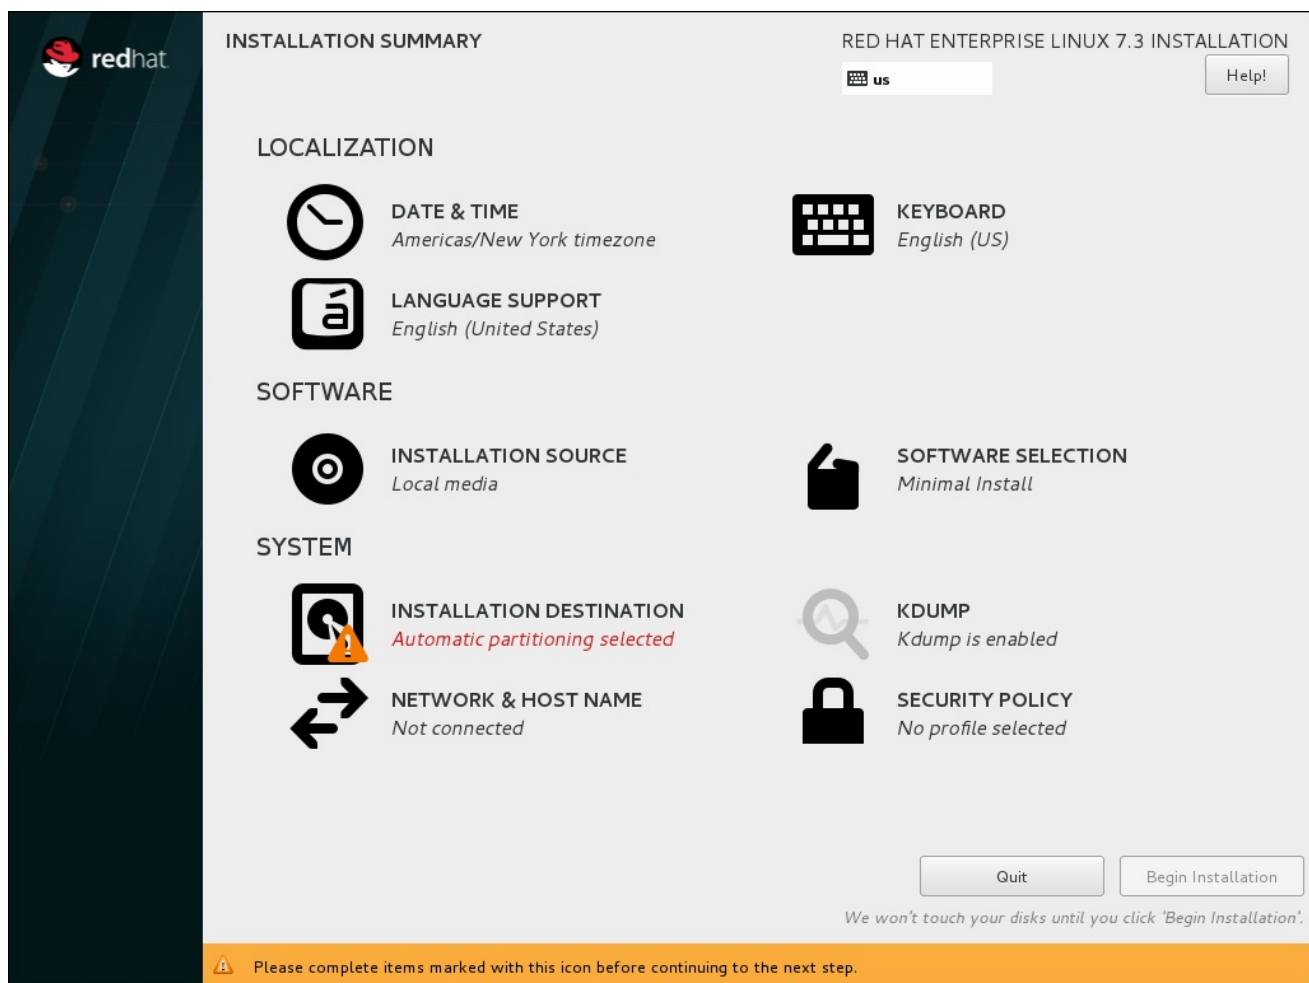 redhat.
INSTALLATION SUMMARY
RED HAT ENTERPRISE LINUX 7.3 INSTALLATION
us
Help!
LOCALIZATION
DATE & TIME
Americas/New York timezone
KEYBOARD
English (US)
á
LANGUAGE SUPPORT
English (United States)
SOFTWARE
INSTALLATION SOURCE
Local media
SOFTWARE SELECTION
Minimal Install
SYSTEM
INSTALLATION DESTINATION
Automatic partitioning selected
KDUMP
Kdump is enabled
NETWORK & HOST NAME
Not connected
SECURITY POLICY
No profile selected
Quit
Begin Installation
We won't touch your disks until you click 'Begin Installation'.
Please complete items marked with this icon before continuing to the next step.